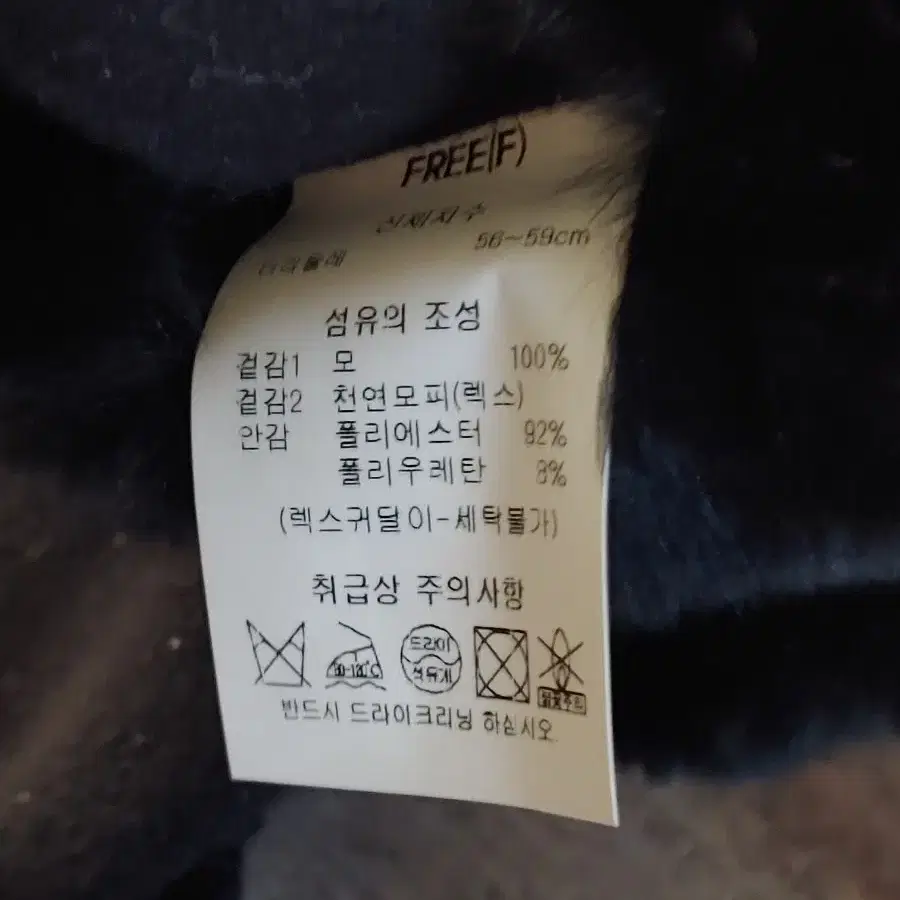 FREE(F)
신체치수
머리둘레 56~59cm
섬유의 조성
겉감1 모 100%
겉감2 천연모피(렉스)
안감 폴리에스터 92%
폴리우레탄 8%
(렉스귀달이-세탁불가)
취급상 주의사항
80-120°C
드라이
석유계
반드시 드라이크리닝 하십시오